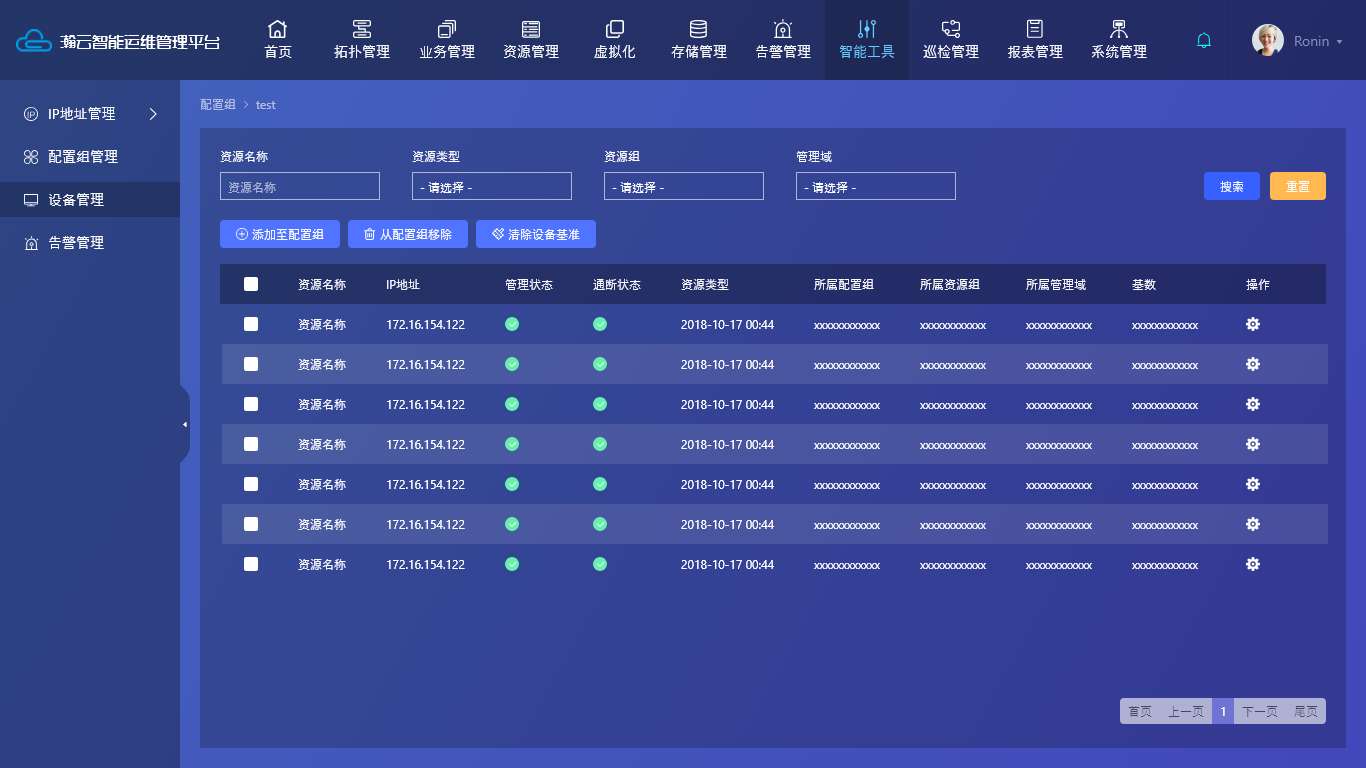 瀚云智能运维管理平台 首页 拓扑管理 业务管理 资源管理 虚拟化 存储管理 告警管理 智能工具 巡检管理 报表管理 系统管理 Ronin
IP地址管理
配置组管理
设备管理
告警管理
配置组 > test
资源名称 资源类型 资源组 管理域
资源名称 - 请选择 - - 请选择 - - 请选择 - 搜索 重置
添加至配置组 从配置组移除 清除设备基准
资源名称 IP地址 管理状态 通断状态 资源类型 所属配置组 所属资源组 所属管理域 基数 操作
资源名称 172.16.154.122 2018-10-17 00:44 xxxxxxxxxxxx xxxxxxxxxxxx xxxxxxxxxxxx xxxxxxxxxxxx
资源名称 172.16.154.122 2018-10-17 00:44 xxxxxxxxxxxx xxxxxxxxxxxx xxxxxxxxxxxx xxxxxxxxxxxx
资源名称 172.16.154.122 2018-10-17 00:44 xxxxxxxxxxxx xxxxxxxxxxxx xxxxxxxxxxxx xxxxxxxxxxxx
资源名称 172.16.154.122 2018-10-17 00:44 xxxxxxxxxxxx xxxxxxxxxxxx xxxxxxxxxxxx xxxxxxxxxxxx
资源名称 172.16.154.122 2018-10-17 00:44 xxxxxxxxxxxx xxxxxxxxxxxx xxxxxxxxxxxx xxxxxxxxxxxx
资源名称 172.16.154.122 2018-10-17 00:44 xxxxxxxxxxxx xxxxxxxxxxxx xxxxxxxxxxxx xxxxxxxxxxxx
资源名称 172.16.154.122 2018-10-17 00:44 xxxxxxxxxxxx xxxxxxxxxxxx xxxxxxxxxxxx xxxxxxxxxxxx
首页 上一页 1 下一页 尾页